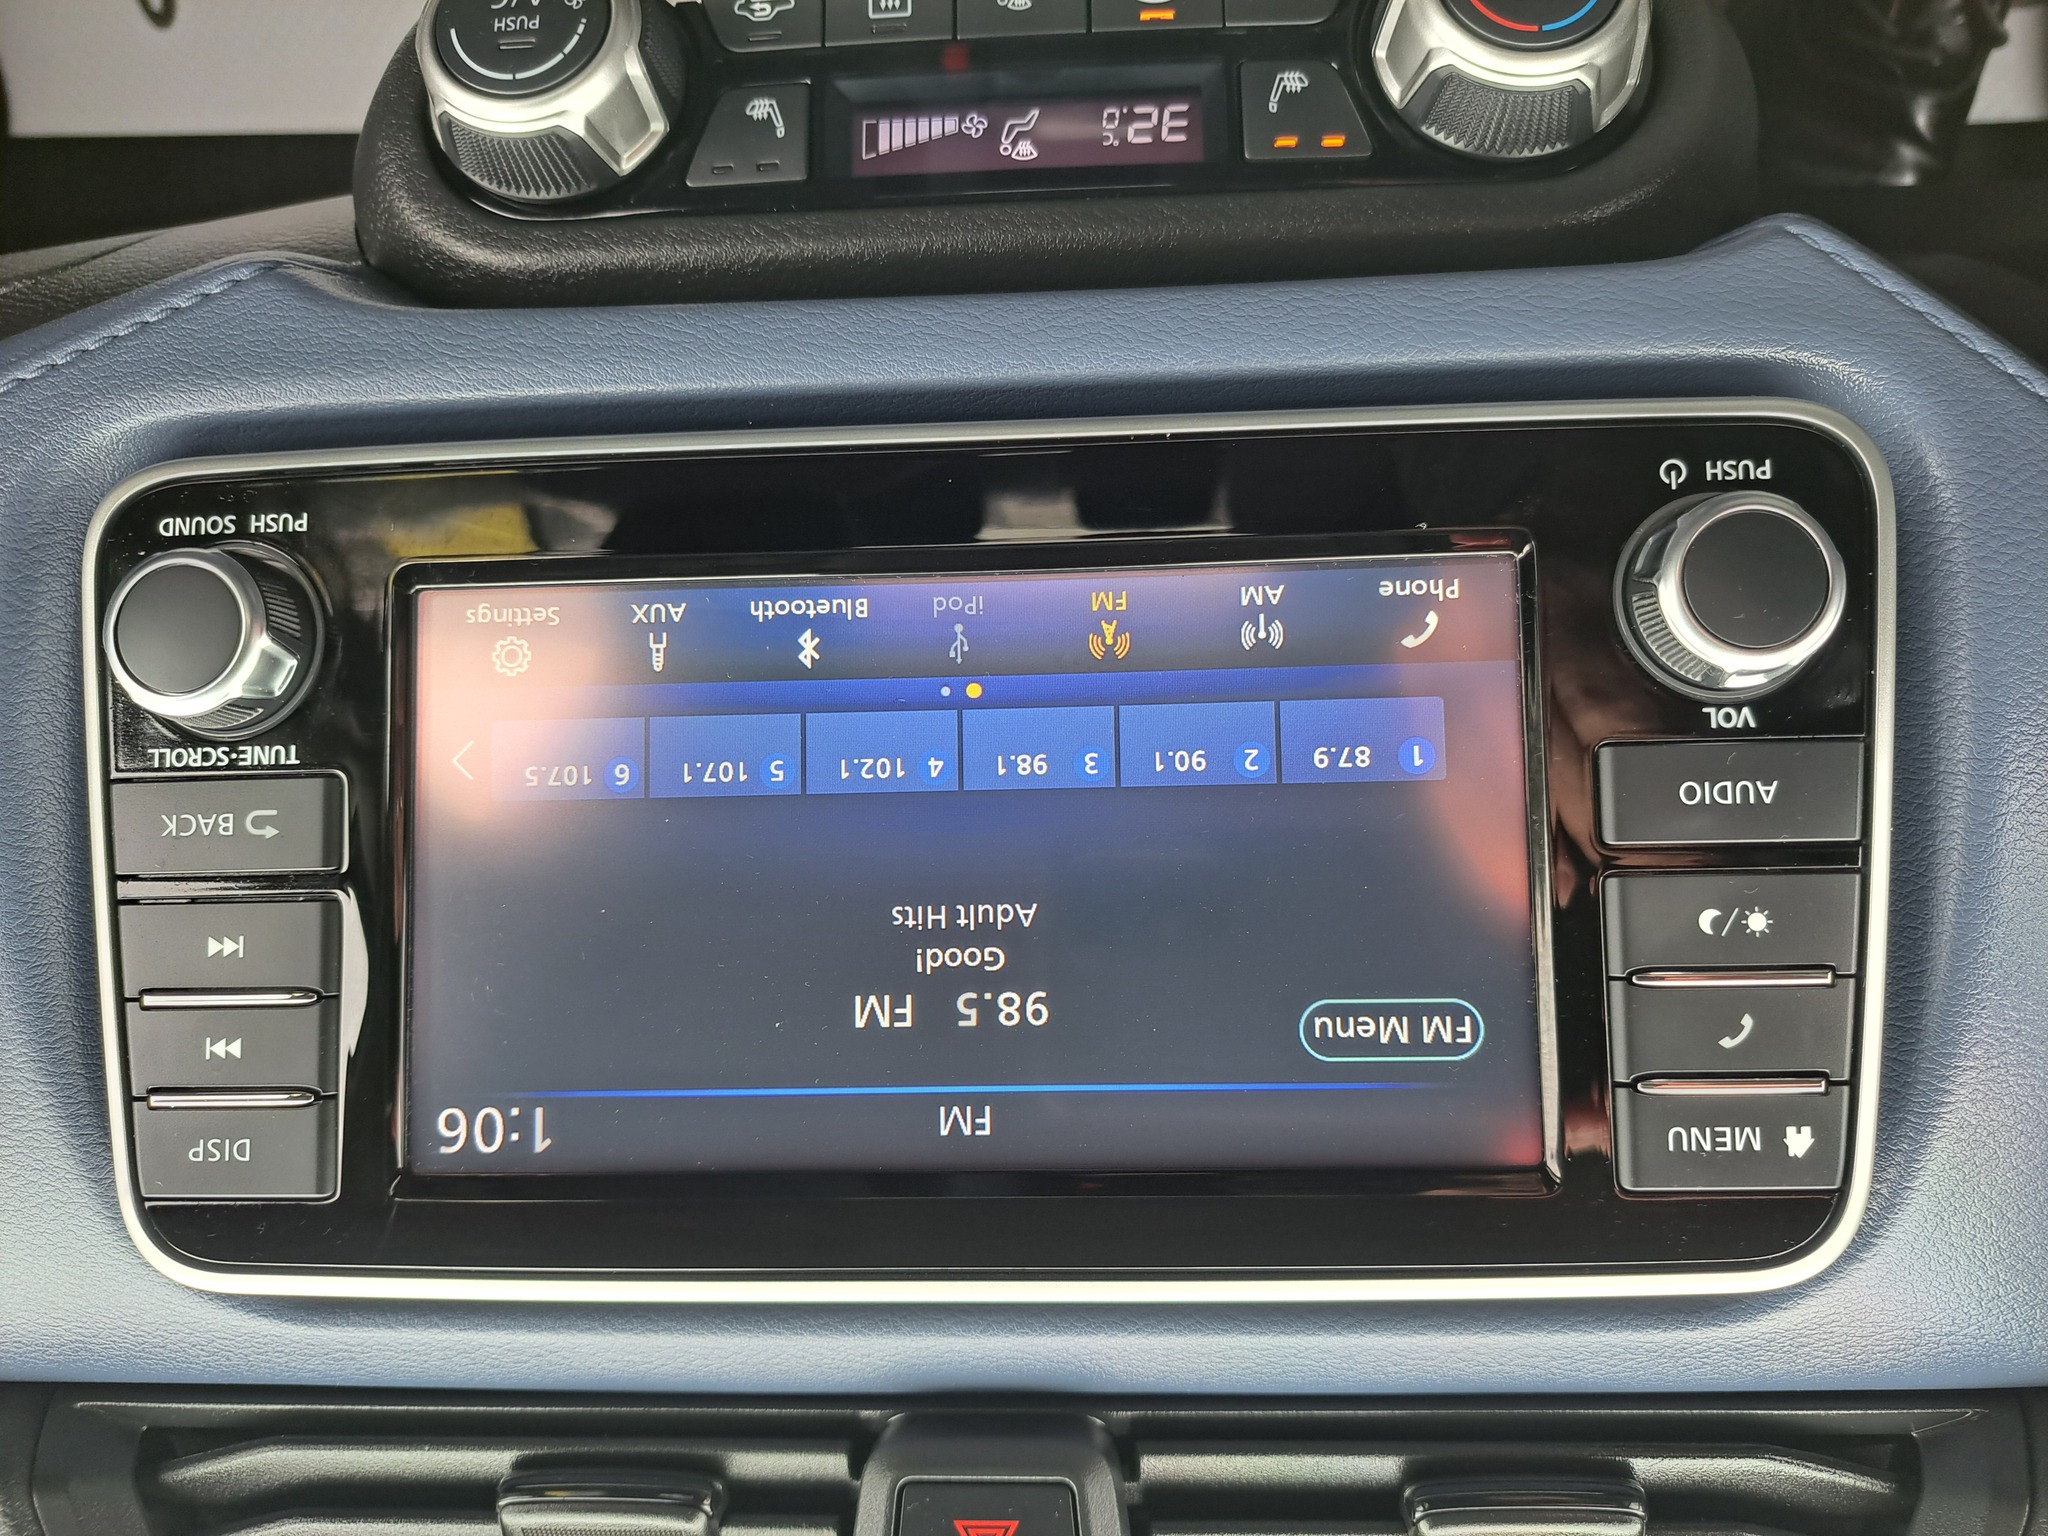 FM
1:06
MENU
FM Menu
98.5 FM
Good!
Adult Hits
DISP
AUDIO
BACK
1 87.9
2 90.1
3 98.1
4 102.1
5 107.1
6 107.5
VOL
TUNE·SCROLL
Phone
AM
FM
iPod
Bluetooth
AUX
Settings
PUSH
PUSH SOUND
32.0 °C
PUSH
A/C